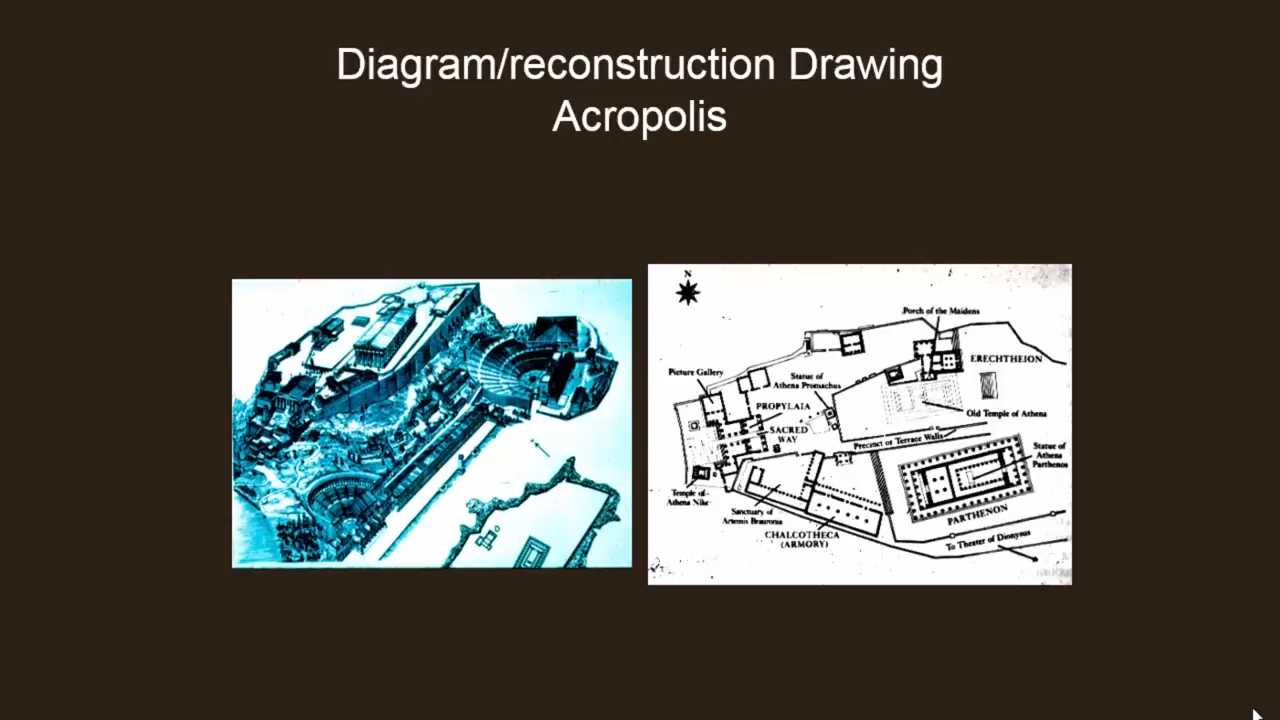 Diagram/reconstruction Drawing
Acropolis
N
Porch of the Maidens
ERECHTHEION
Picture Gallery
Statue of
Athena Promachus
PROPYLAIA
Old Temple of Athena
SACRED
WAY
Precinct or Terrace Walls
Statue of
Athena
Parthenos
Temple of
Athena Nike
Sanctuary of
Artemis Brauronia
PARTHENON
CHALCOTHECA
(ARMORY)
To Theater of Dionysus